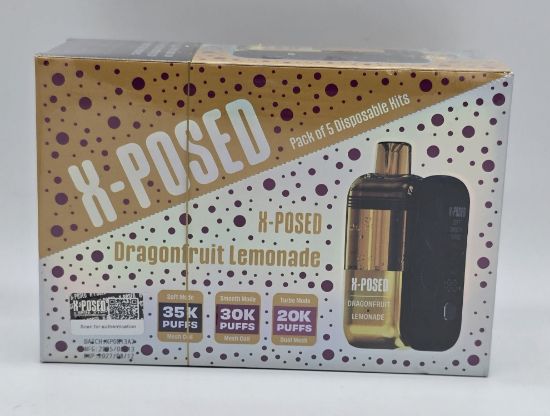 X-POSED
Pack of 5 Disposable Kits
X-POSED
Dragonfruit Lemonade
X-POSED
DRAGONFRUIT
LEMONADE
X-POSED
X-POSED
Scan for authentication
Soft Mode
35K
PUFFS
Mesh Coil
Smooth Mode
30K
PUFFS
Mesh Coil
Turbo Mode
20K
PUFFS
Dual Mesh